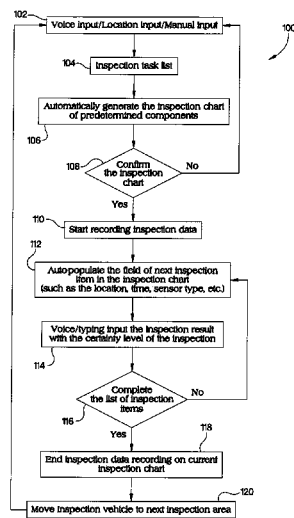 102
Voice input/Location input/Manual input
100
104
Inspection task list
Automatically generate the inspection chart
of predetermined components
106
108
Confirm
the inspection
chart
No
Yes
110
Start recording inspection data
112
Auto-populate the field of next inspection
item in the inspection chart
(such as the location, time, sensor type, etc.)
Voice/typing input the inspection result
with the certainty level of the inspection
114
Complete
the list of inspection
items
116
No
Yes
118
End inspection data recording on current
inspection chart
120
Move inspection vehicle to next inspection area